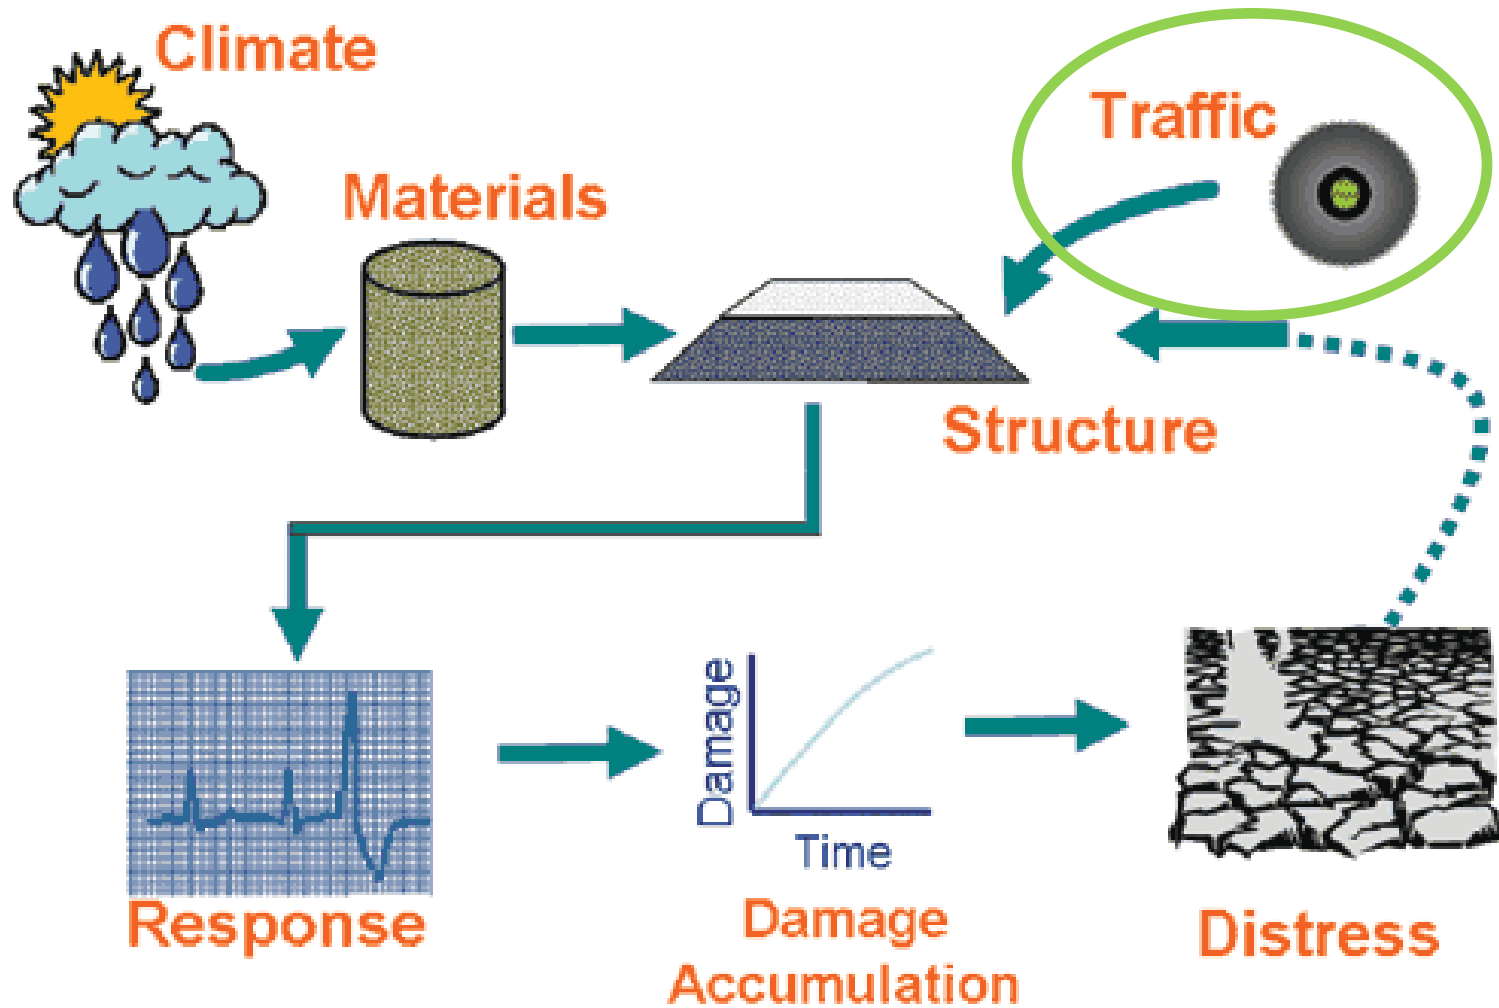 Climate
Traffic
Materials
Structure
Damage
Time
Response
Damage
Accumulation
Distress